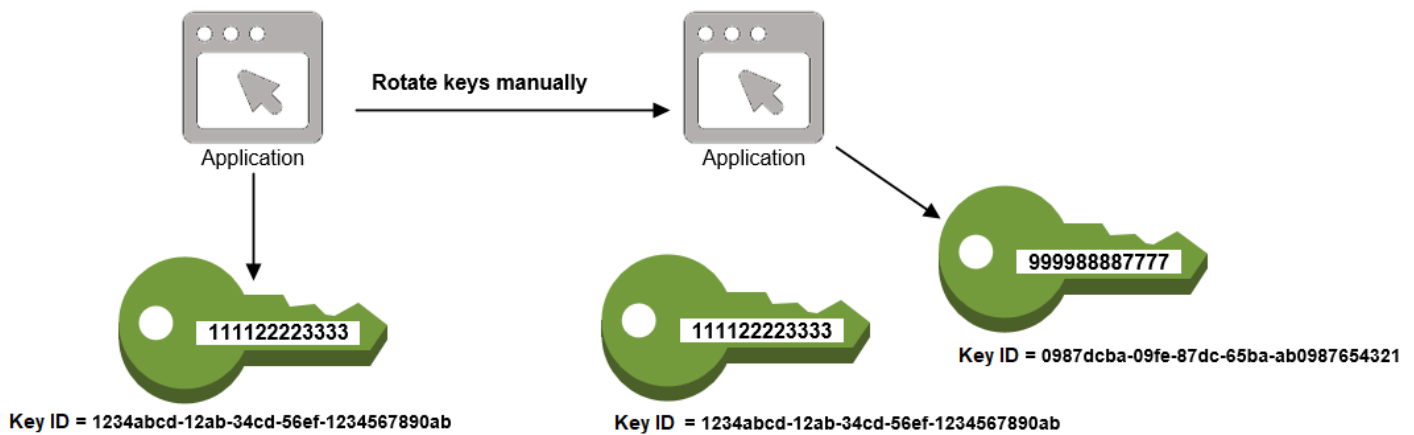 Rotate keys manually
Application
Application
999988887777
111122223333
111122223333
Key ID = 0987dcba-09fe-87dc-65ba-ab0987654321
Key ID = 1234abcd-12ab-34cd-56ef-1234567890ab
Key ID = 1234abcd-12ab-34cd-56ef-1234567890ab